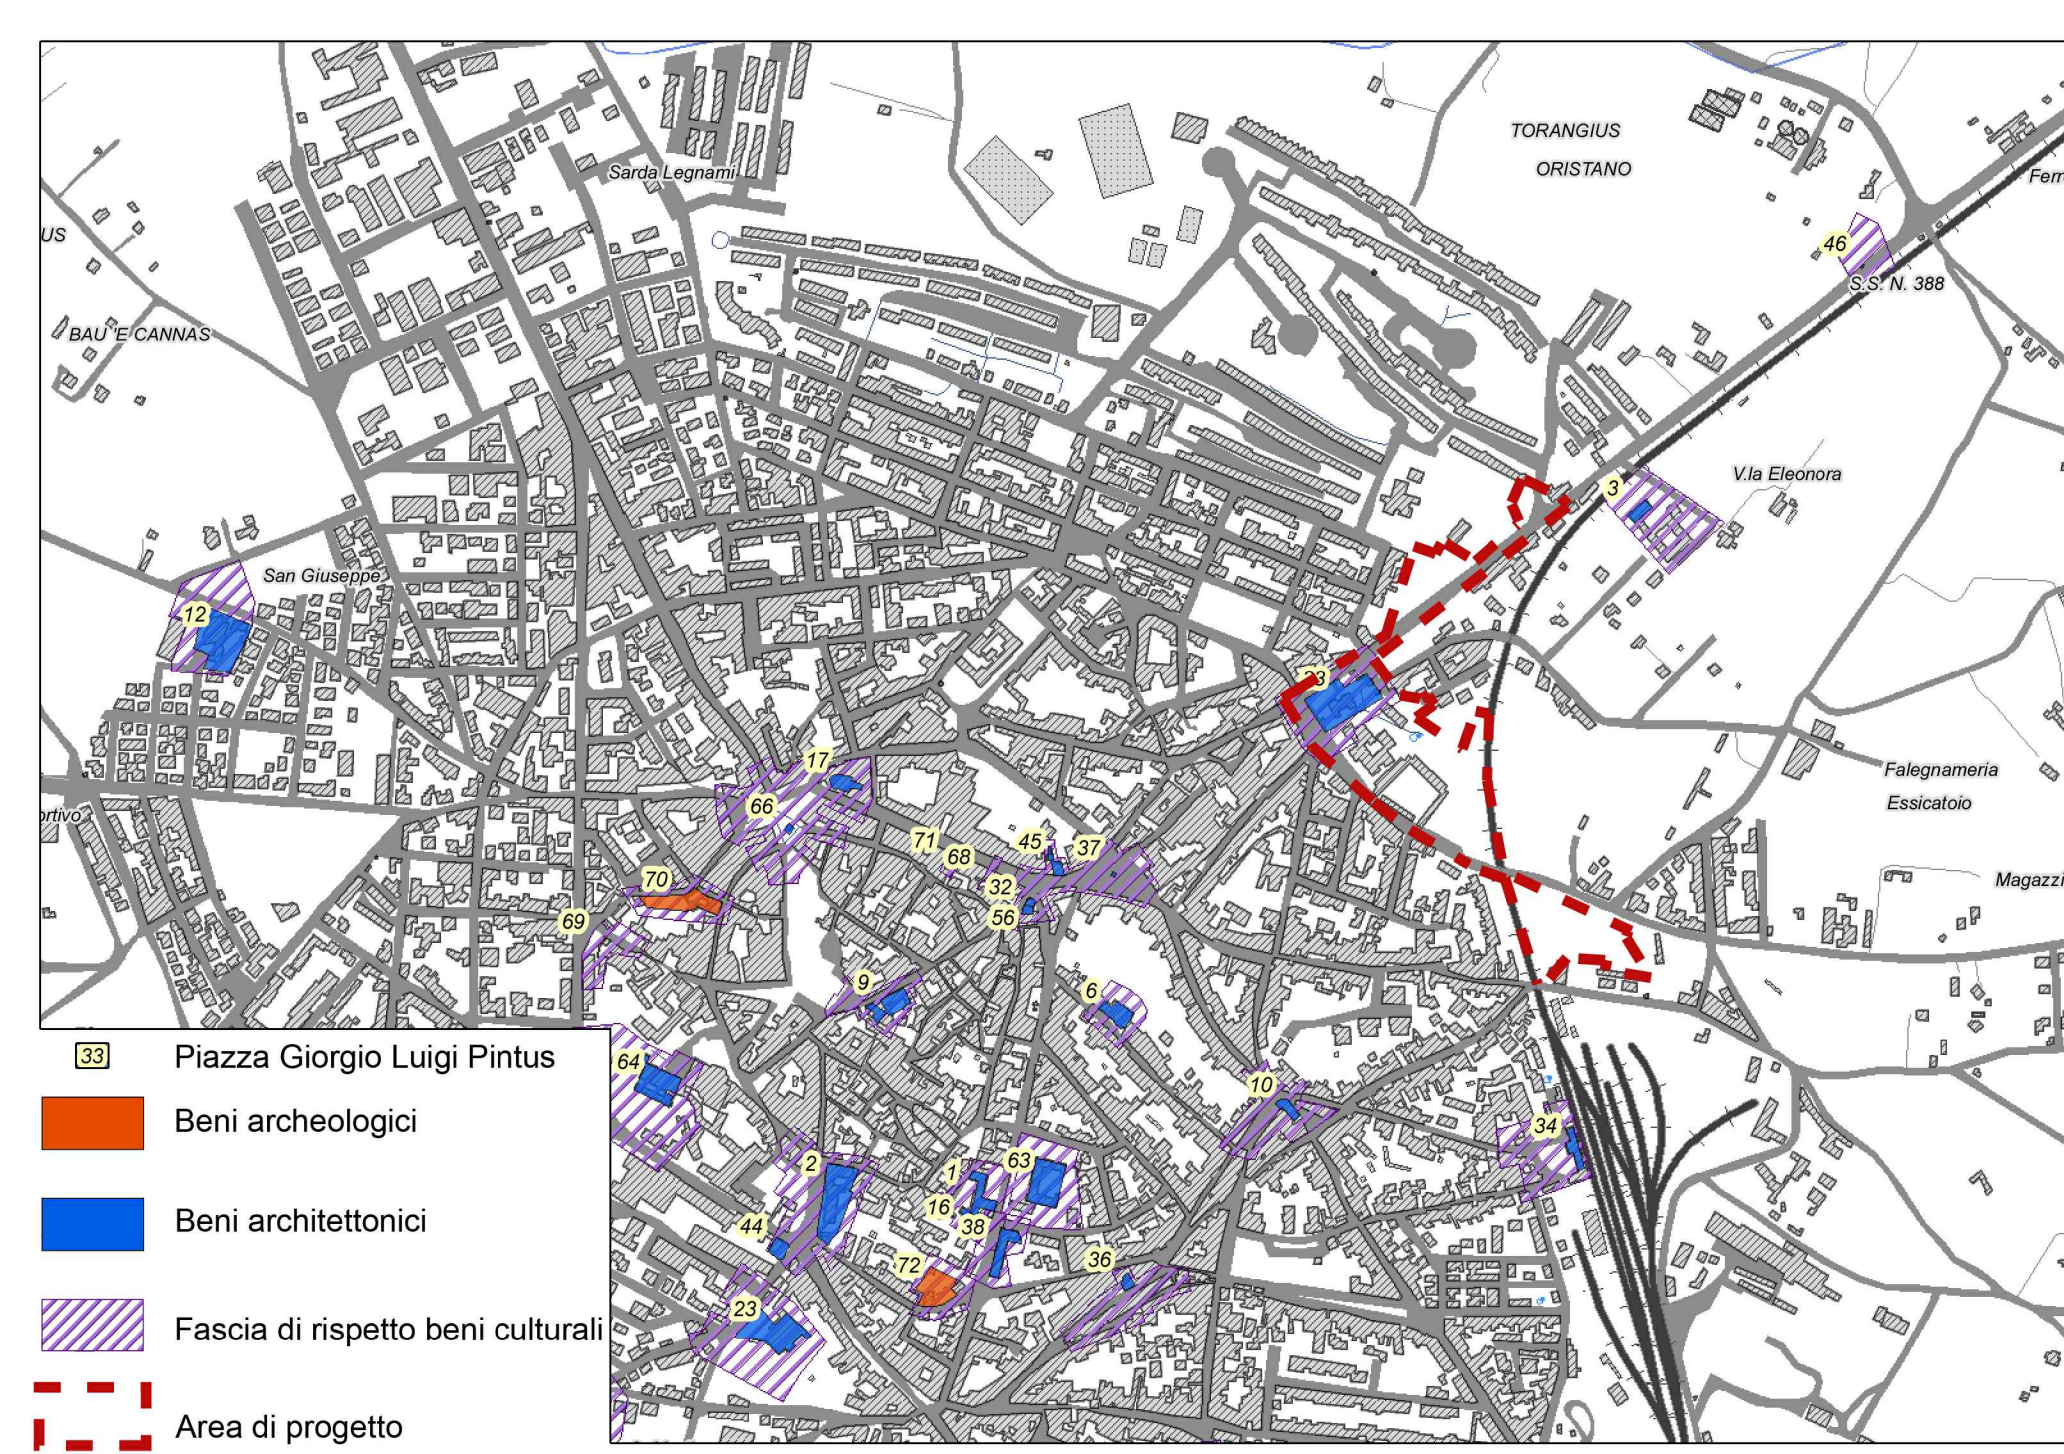 TORANGIUS
ORISTANO
Sarda Legnami
Ferr
US
46
S.S. N. 388
BAU 'E CANNAS
3
V.la Eleonora
San Giuseppe
12
17
Falegnameria
Essicatoio
66
ortivo
71
45
37
68
70
32
Magazzi
69
56
9
6
33
Piazza Giorgio Luigi Pintus
64
10
Beni archeologici
34
2
1
63
16
Beni architettonici
44
38
72
36
23
Fascia di rispetto beni culturali
Area di progetto